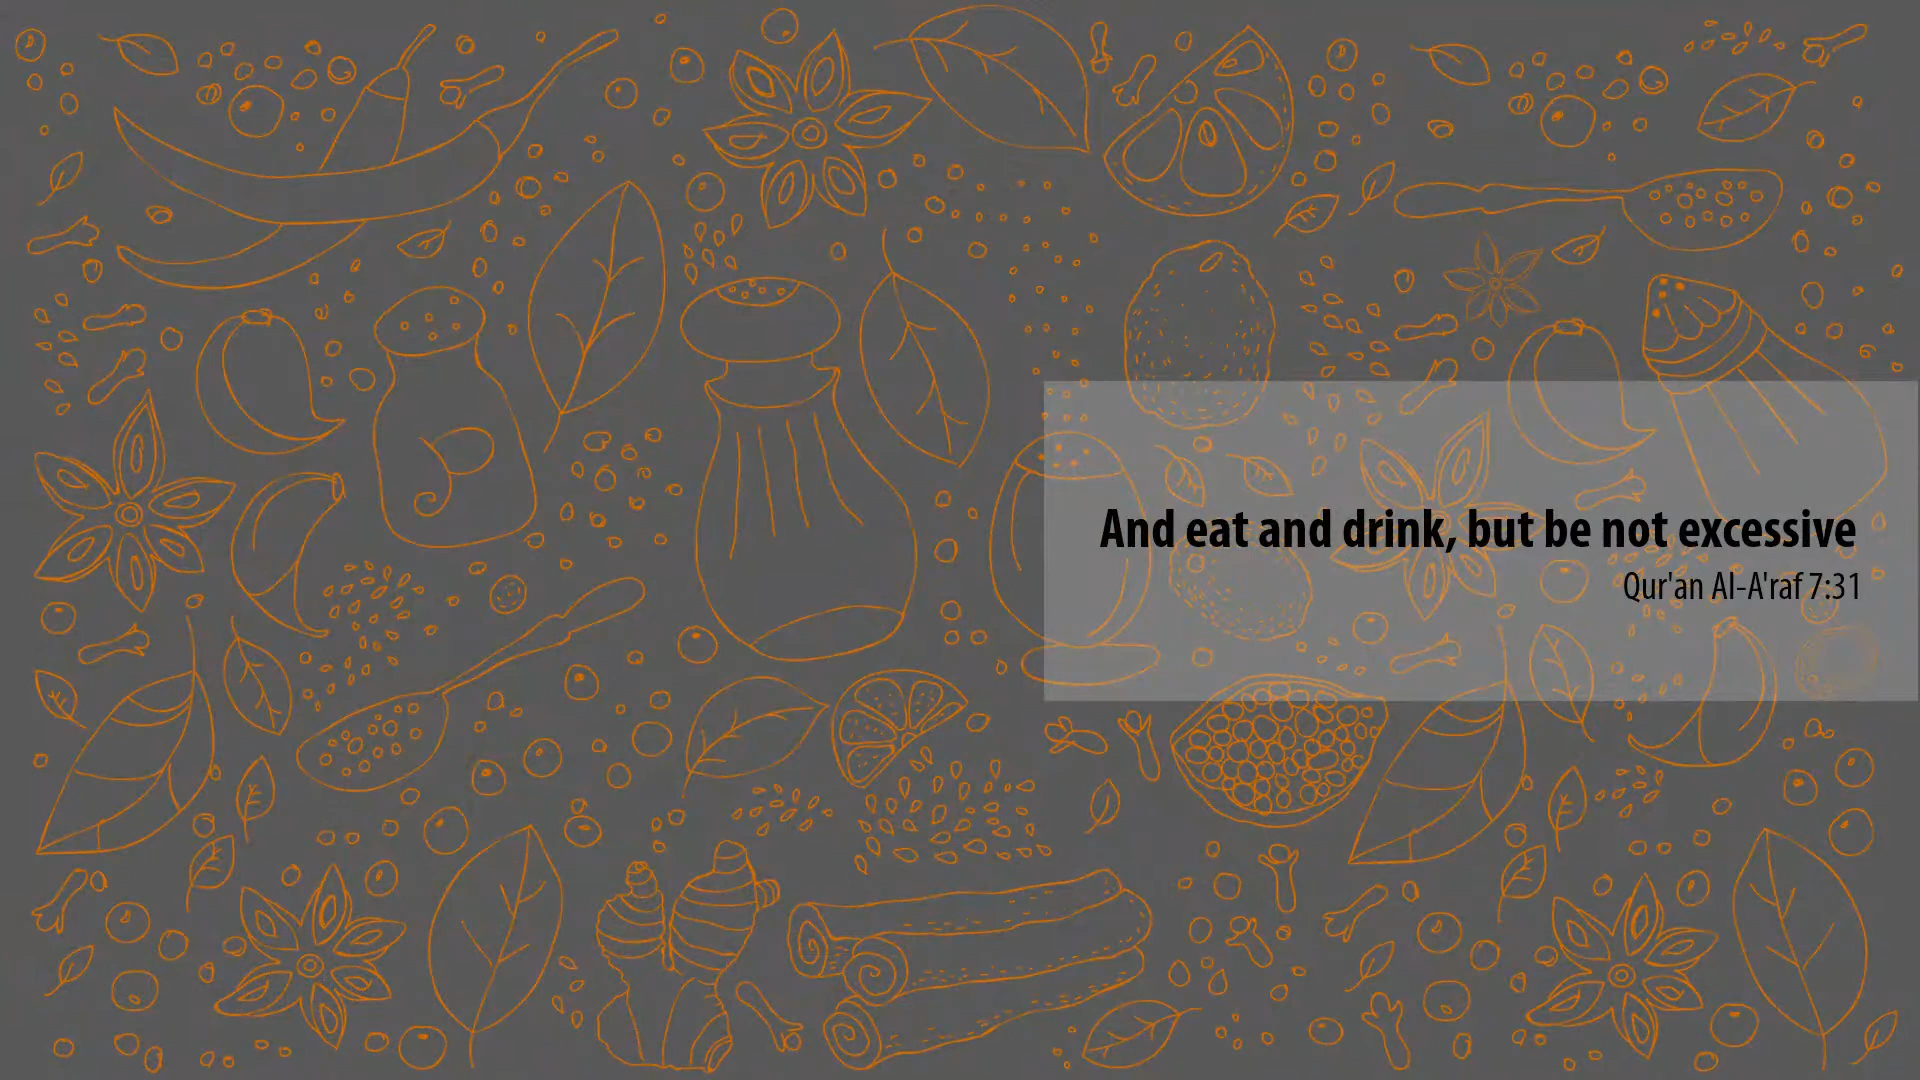 And eat and drink, but be not excessive
Qur'an Al-A'raf 7:31